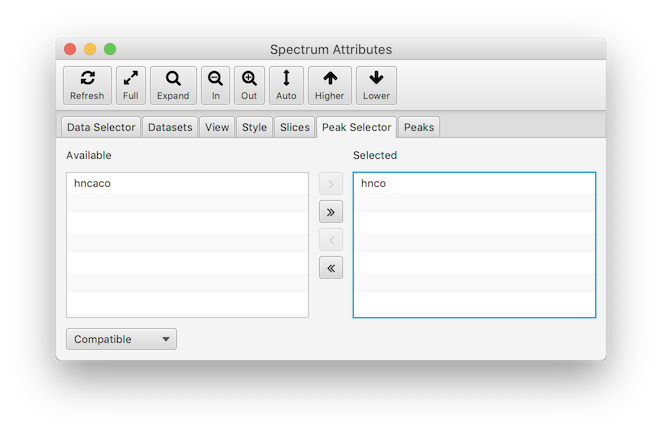 Spectrum Attributes
Refresh Full Expand In Out Auto Higher Lower
Data Selector Datasets View Style Slices Peak Selector Peaks
Available Selected
hncaco hnco
Compatible